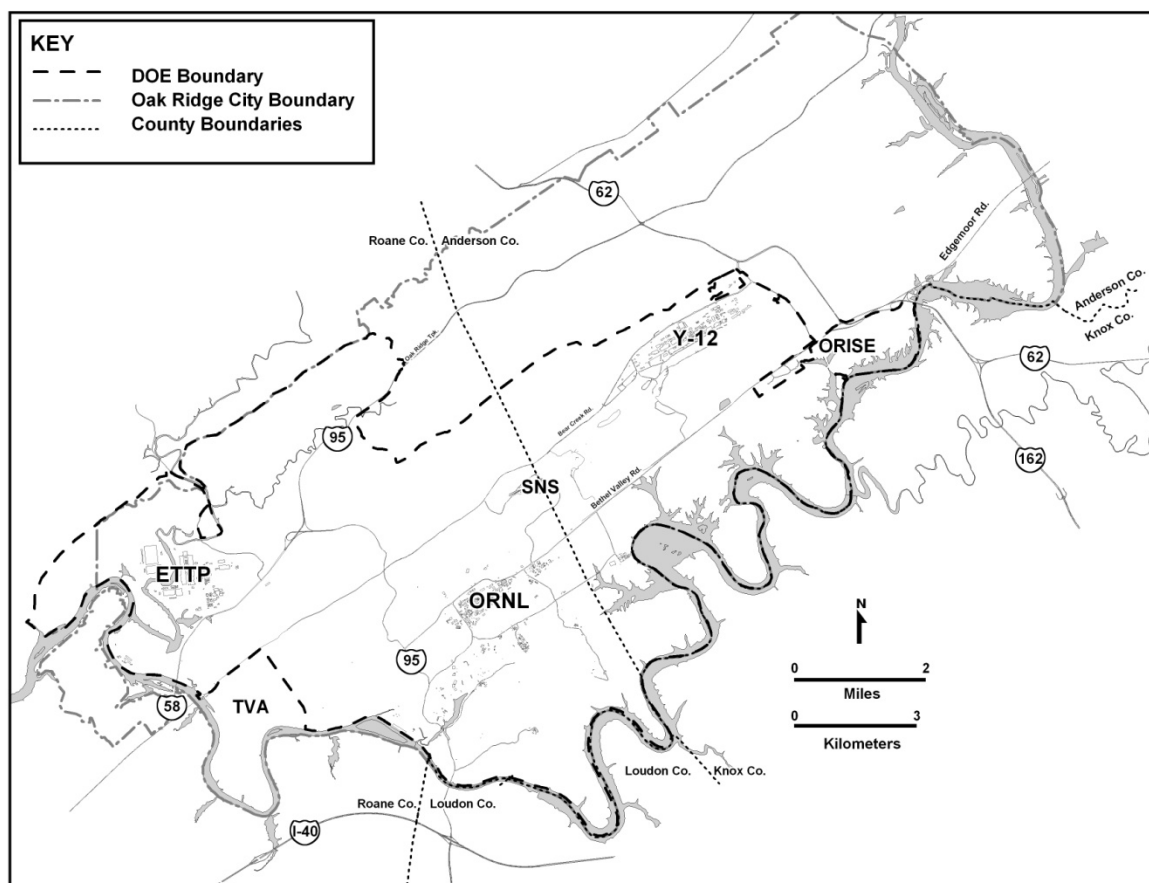 KEY
DOE Boundary
Oak Ridge City Boundary
County Boundaries
62
Edgemoor Rd.
Roane Co.
Anderson Co.
Anderson Co.
Knox Co.
Y-12
ORISE
Oak Ridge Tpk.
62
95
Bear Creek Rd.
162
SNS
Bethel Valley Rd.
ETTP
ORNL
N
95
0 2
Miles
58
TVA
0 3
Kilometers
Loudon Co.
Knox Co.
Roane Co.
Loudon Co.
I-40